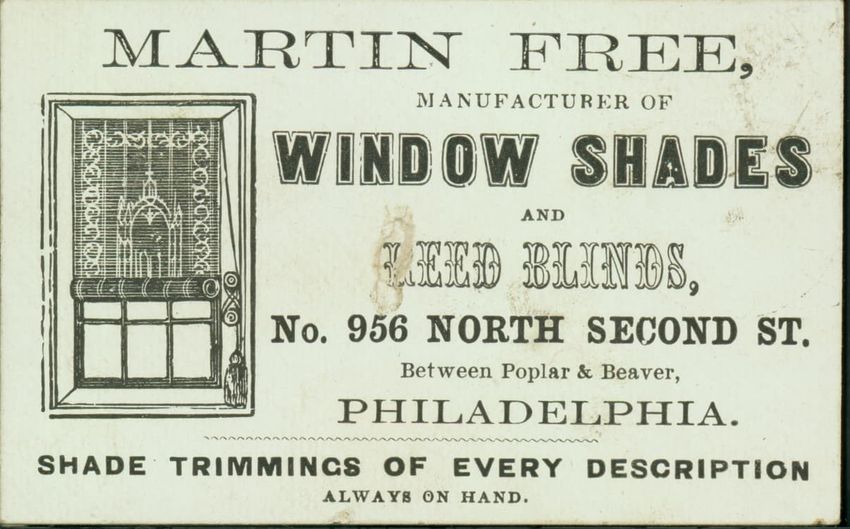 MARTIN FREE,
MANUFACTURER OF
WINDOW SHADES
AND
REED BLINDS,
No. 956 NORTH SECOND ST.
Between Poplar & Beaver,
PHILADELPHIA.
SHADE TRIMMINGS OF EVERY DESCRIPTION
ALWAYS ON HAND.